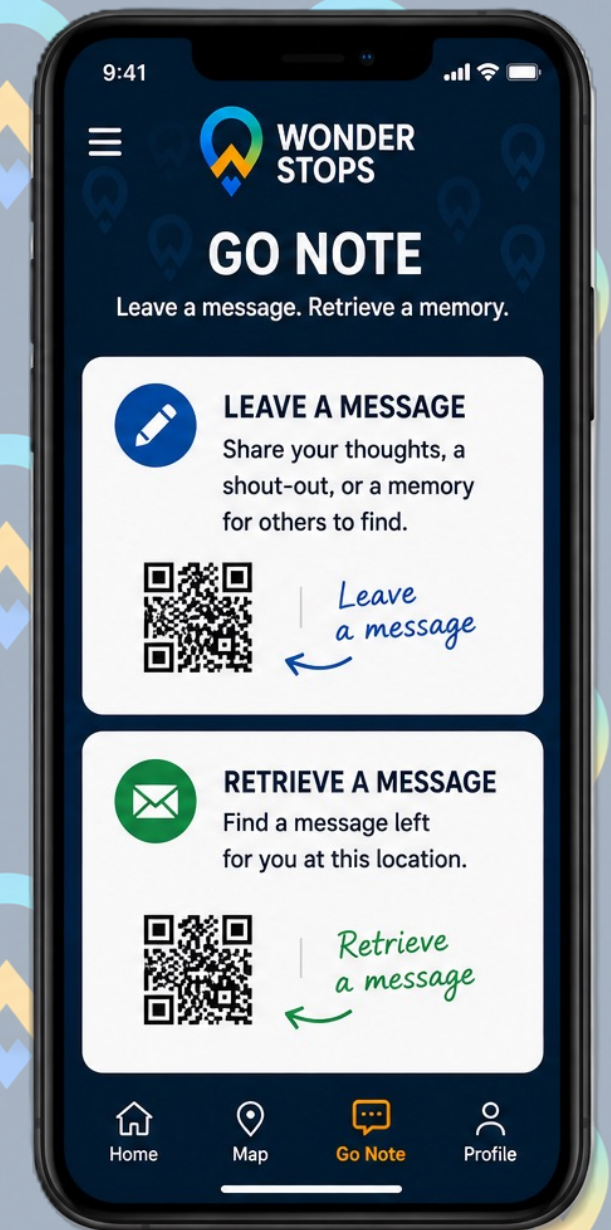 9:41
WONDER
STOPS
GO NOTE
Leave a message. Retrieve a memory.
LEAVE A MESSAGE
Share your thoughts, a
shout-out, or a memory
for others to find.
Leave
a message
RETRIEVE A MESSAGE
Find a message left
for you at this location.
Retrieve
a message
Home
Map
Go Note
Profile